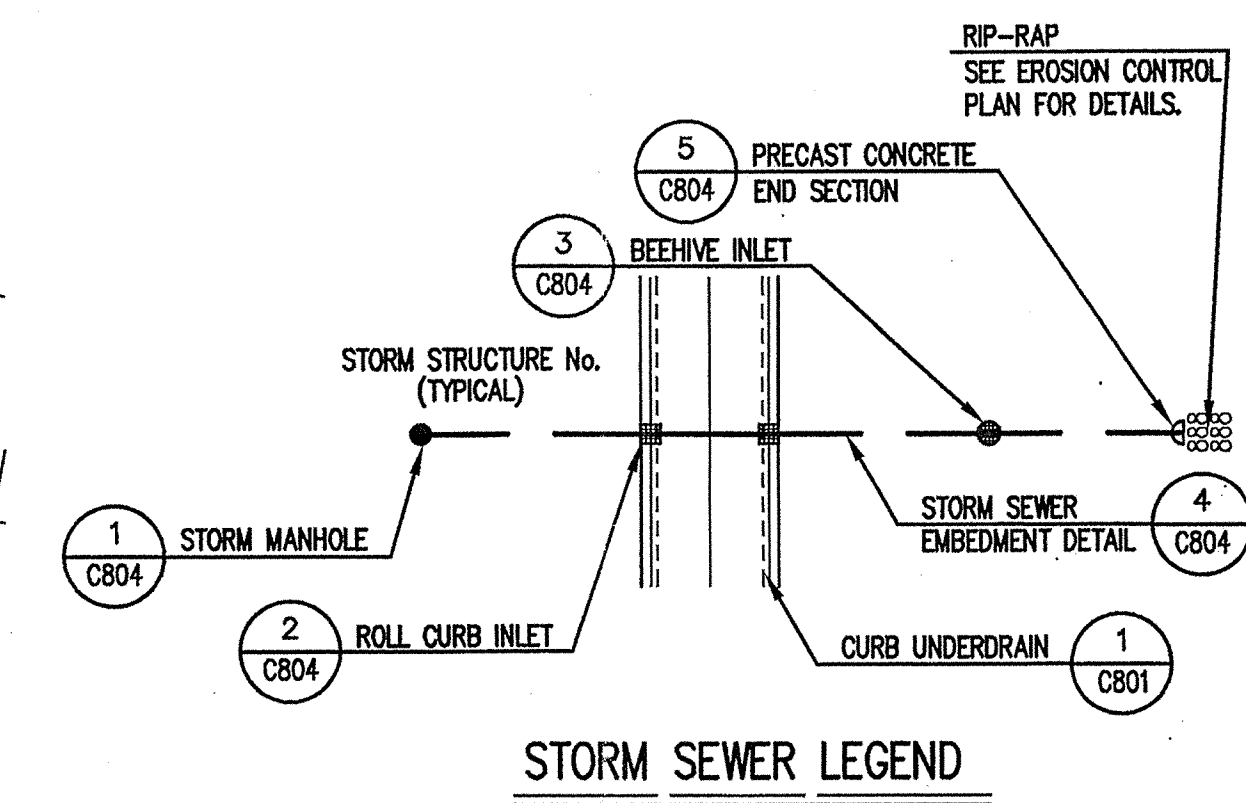 RIP-RAP
SEE EROSION CONTROL
PLAN FOR DETAILS.
5
C804
PRECAST CONCRETE
END SECTION
3
C804
BEEHIVE INLET
STORM STRUCTURE No.
(TYPICAL)
1
C804
STORM MANHOLE
STORM SEWER
EMBEDMENT DETAIL
4
C804
2
C804
ROLL CURB INLET
CURB UNDERDRAIN
1
C801
STORM SEWER LEGEND